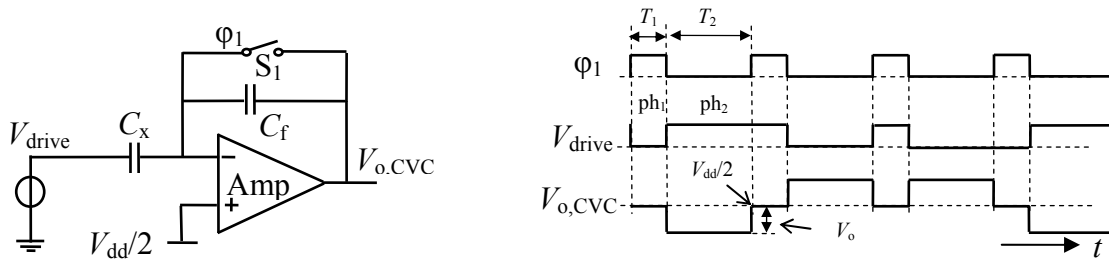 φ1
S1
Cx
Cf
Vdrive
Amp
Vo,CVC
Vdd/2
T1
T2
φ1
ph1
ph2
Vdrive
Vdd/2
Vo,CVC
Vo
t